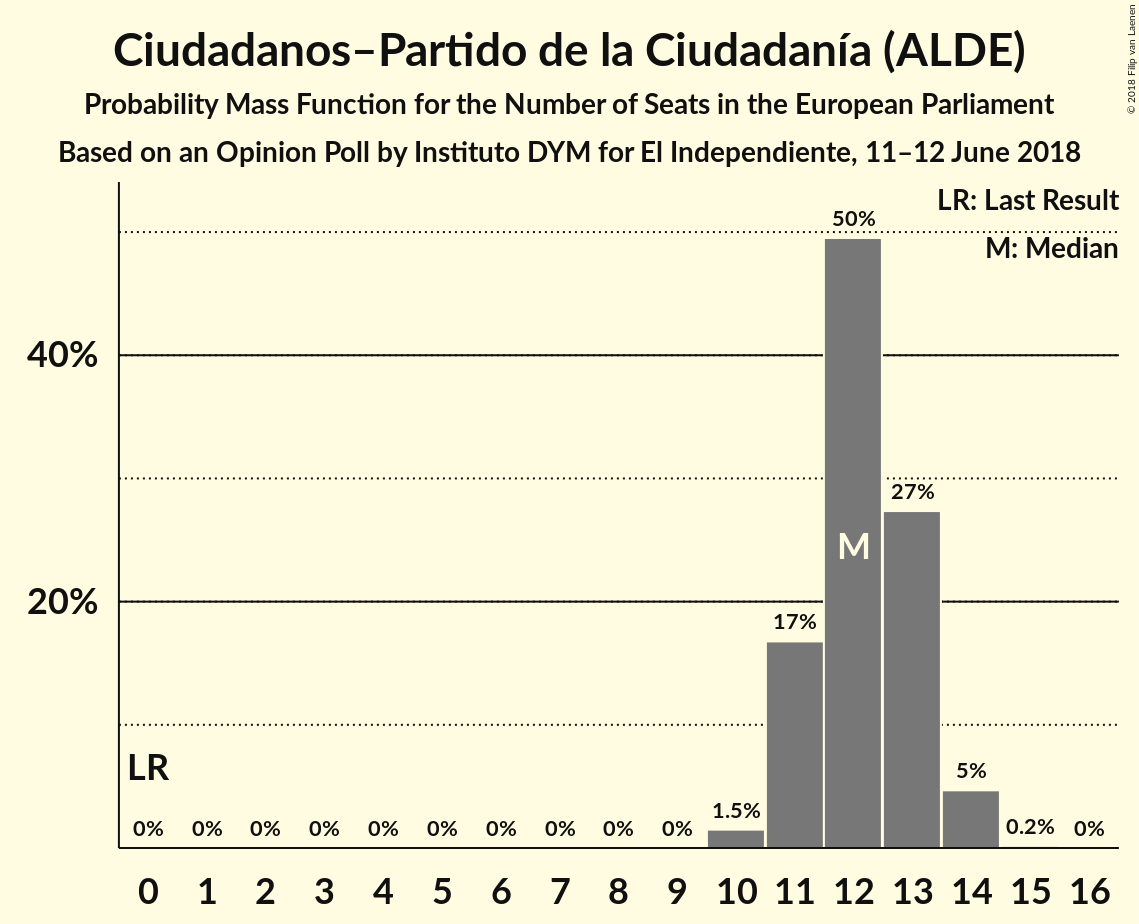 Ciudadanos–Partido de la Ciudadanía (ALDE)
Probability Mass Function for the Number of Seats in the European Parliament
Based on an Opinion Poll by Instituto DYM for El Independiente, 11–12 June 2018
© 2018 Filip van Laenen
LR: Last Result
M: Median
50%
40%
27%
M
20%
17%
LR
5%
1.5%
0% 0% 0% 0% 0% 0% 0% 0% 0% 0% 0.2% 0%
0 1 2 3 4 5 6 7 8 9 10 11 12 13 14 15 16